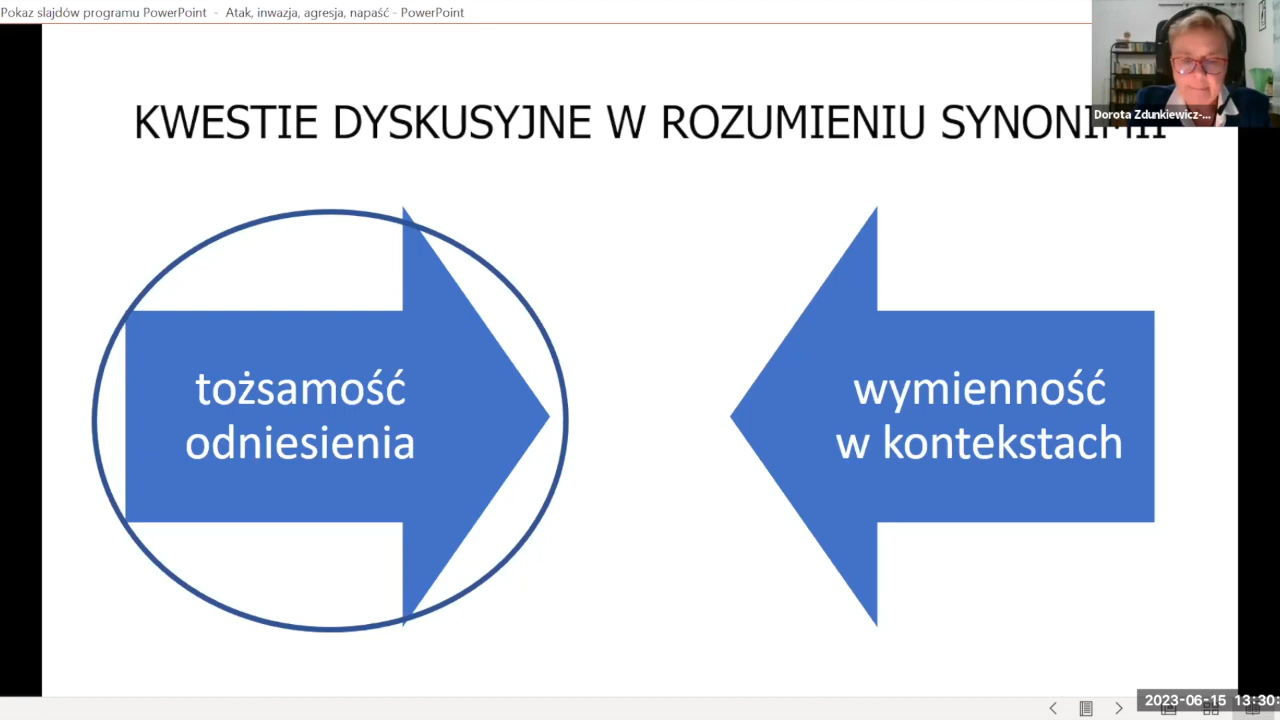 Pokaz slajdów programu PowerPoint - Atak, inwazja, agresja, napaść - PowerPoint
KWESTIE DYSKUSYJNE W ROZUMIENIU SYNONIMII
Dorota Zdunkiewicz-...
tożsamość
odniesienia
wymienność
w kontekstach
2023-06-15 13:30: